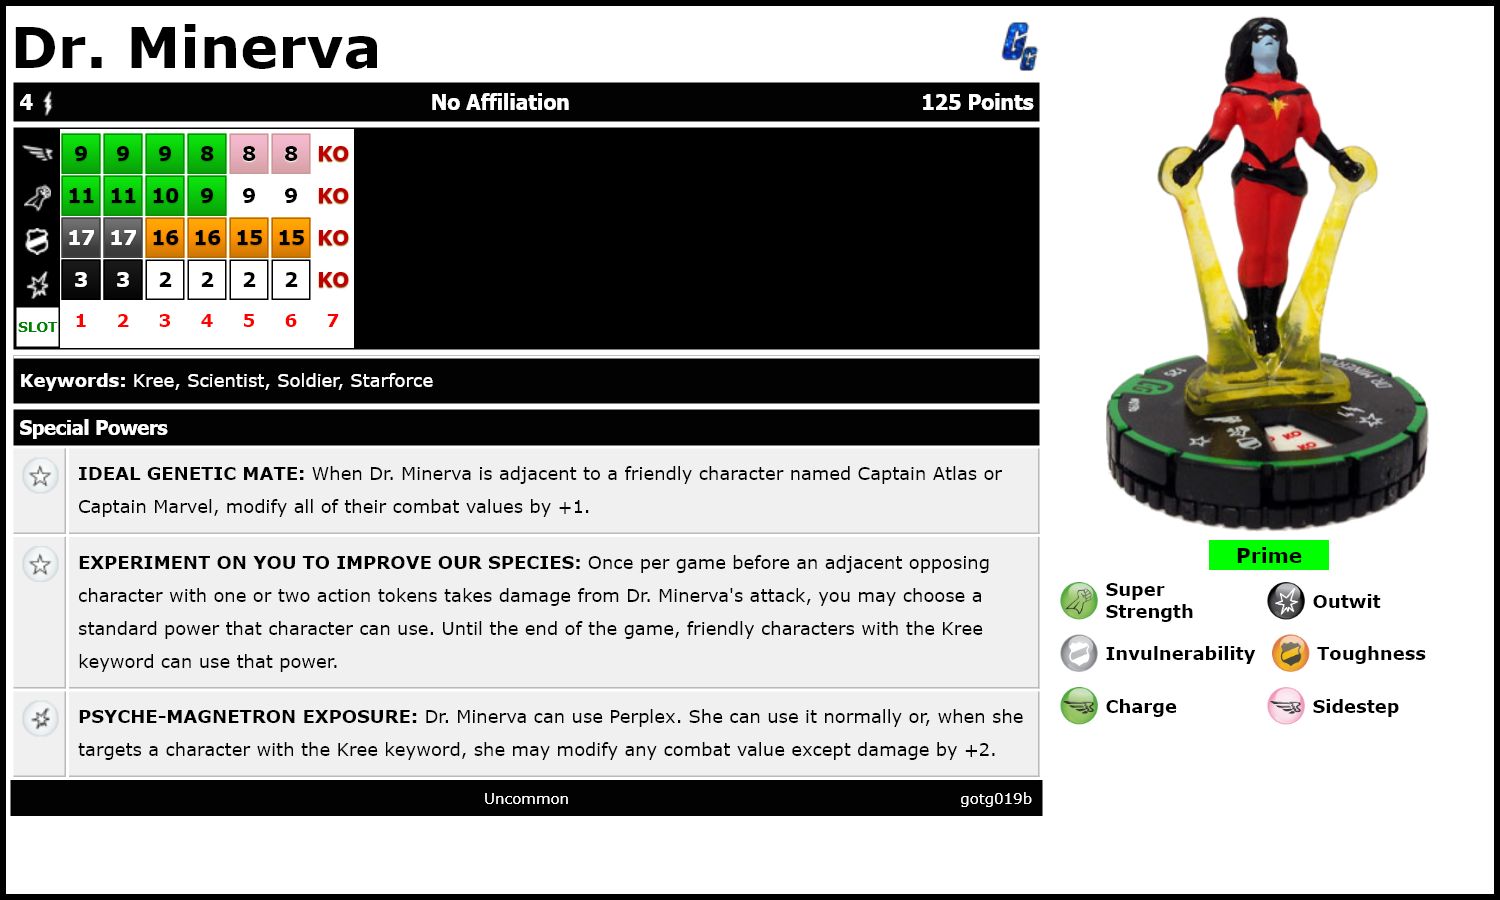 Dr. Minerva
GG
4 No Affiliation 125 Points
9 9 9 8 8 8 KO
11 11 10 9 9 9 KO
17 17 16 16 15 15 KO
3 3 2 2 2 2 KO
SLOT 1 2 3 4 5 6 7
Keywords: Kree, Scientist, Soldier, Starforce
Special Powers
IDEAL GENETIC MATE: When Dr. Minerva is adjacent to a friendly character named Captain Atlas or
Captain Marvel, modify all of their combat values by +1.
EXPERIMENT ON YOU TO IMPROVE OUR SPECIES: Once per game before an adjacent opposing
character with one or two action tokens takes damage from Dr. Minerva's attack, you may choose a
standard power that character can use. Until the end of the game, friendly characters with the Kree
keyword can use that power.
PSYCHE-MAGNETRON EXPOSURE: Dr. Minerva can use Perplex. She can use it normally or, when she
targets a character with the Kree keyword, she may modify any combat value except damage by +2.
Uncommon gotg019b
125
DR MINERVA
KO
KO
Prime
Super
Strength
Outwit
Invulnerability
Toughness
Charge
Sidestep